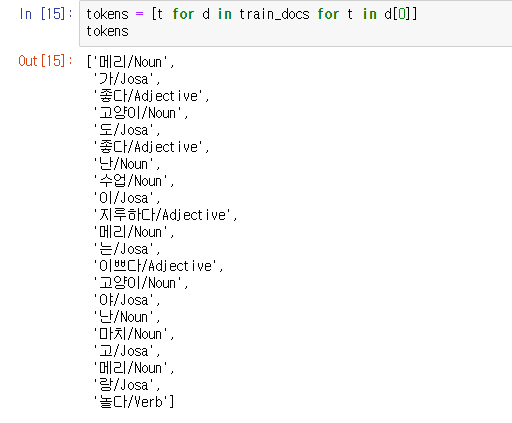 In [15]: tokens = [t for d in train_docs for t in d[0]]
tokens
Out[15]: ['메리/Noun',
'가/Josa',
'좋다/Adjective',
'고양이/Noun',
'도/Josa',
'좋다/Adjective',
'난/Noun',
'수업/Noun',
'이/Josa',
'지루하다/Adjective',
'메리/Noun',
'는/Josa',
'이쁘다/Adjective',
'고양이/Noun',
'야/Josa',
'난/Noun',
'마치/Noun',
'고/Josa',
'메리/Noun',
'랑/Josa',
'놀다/Verb']